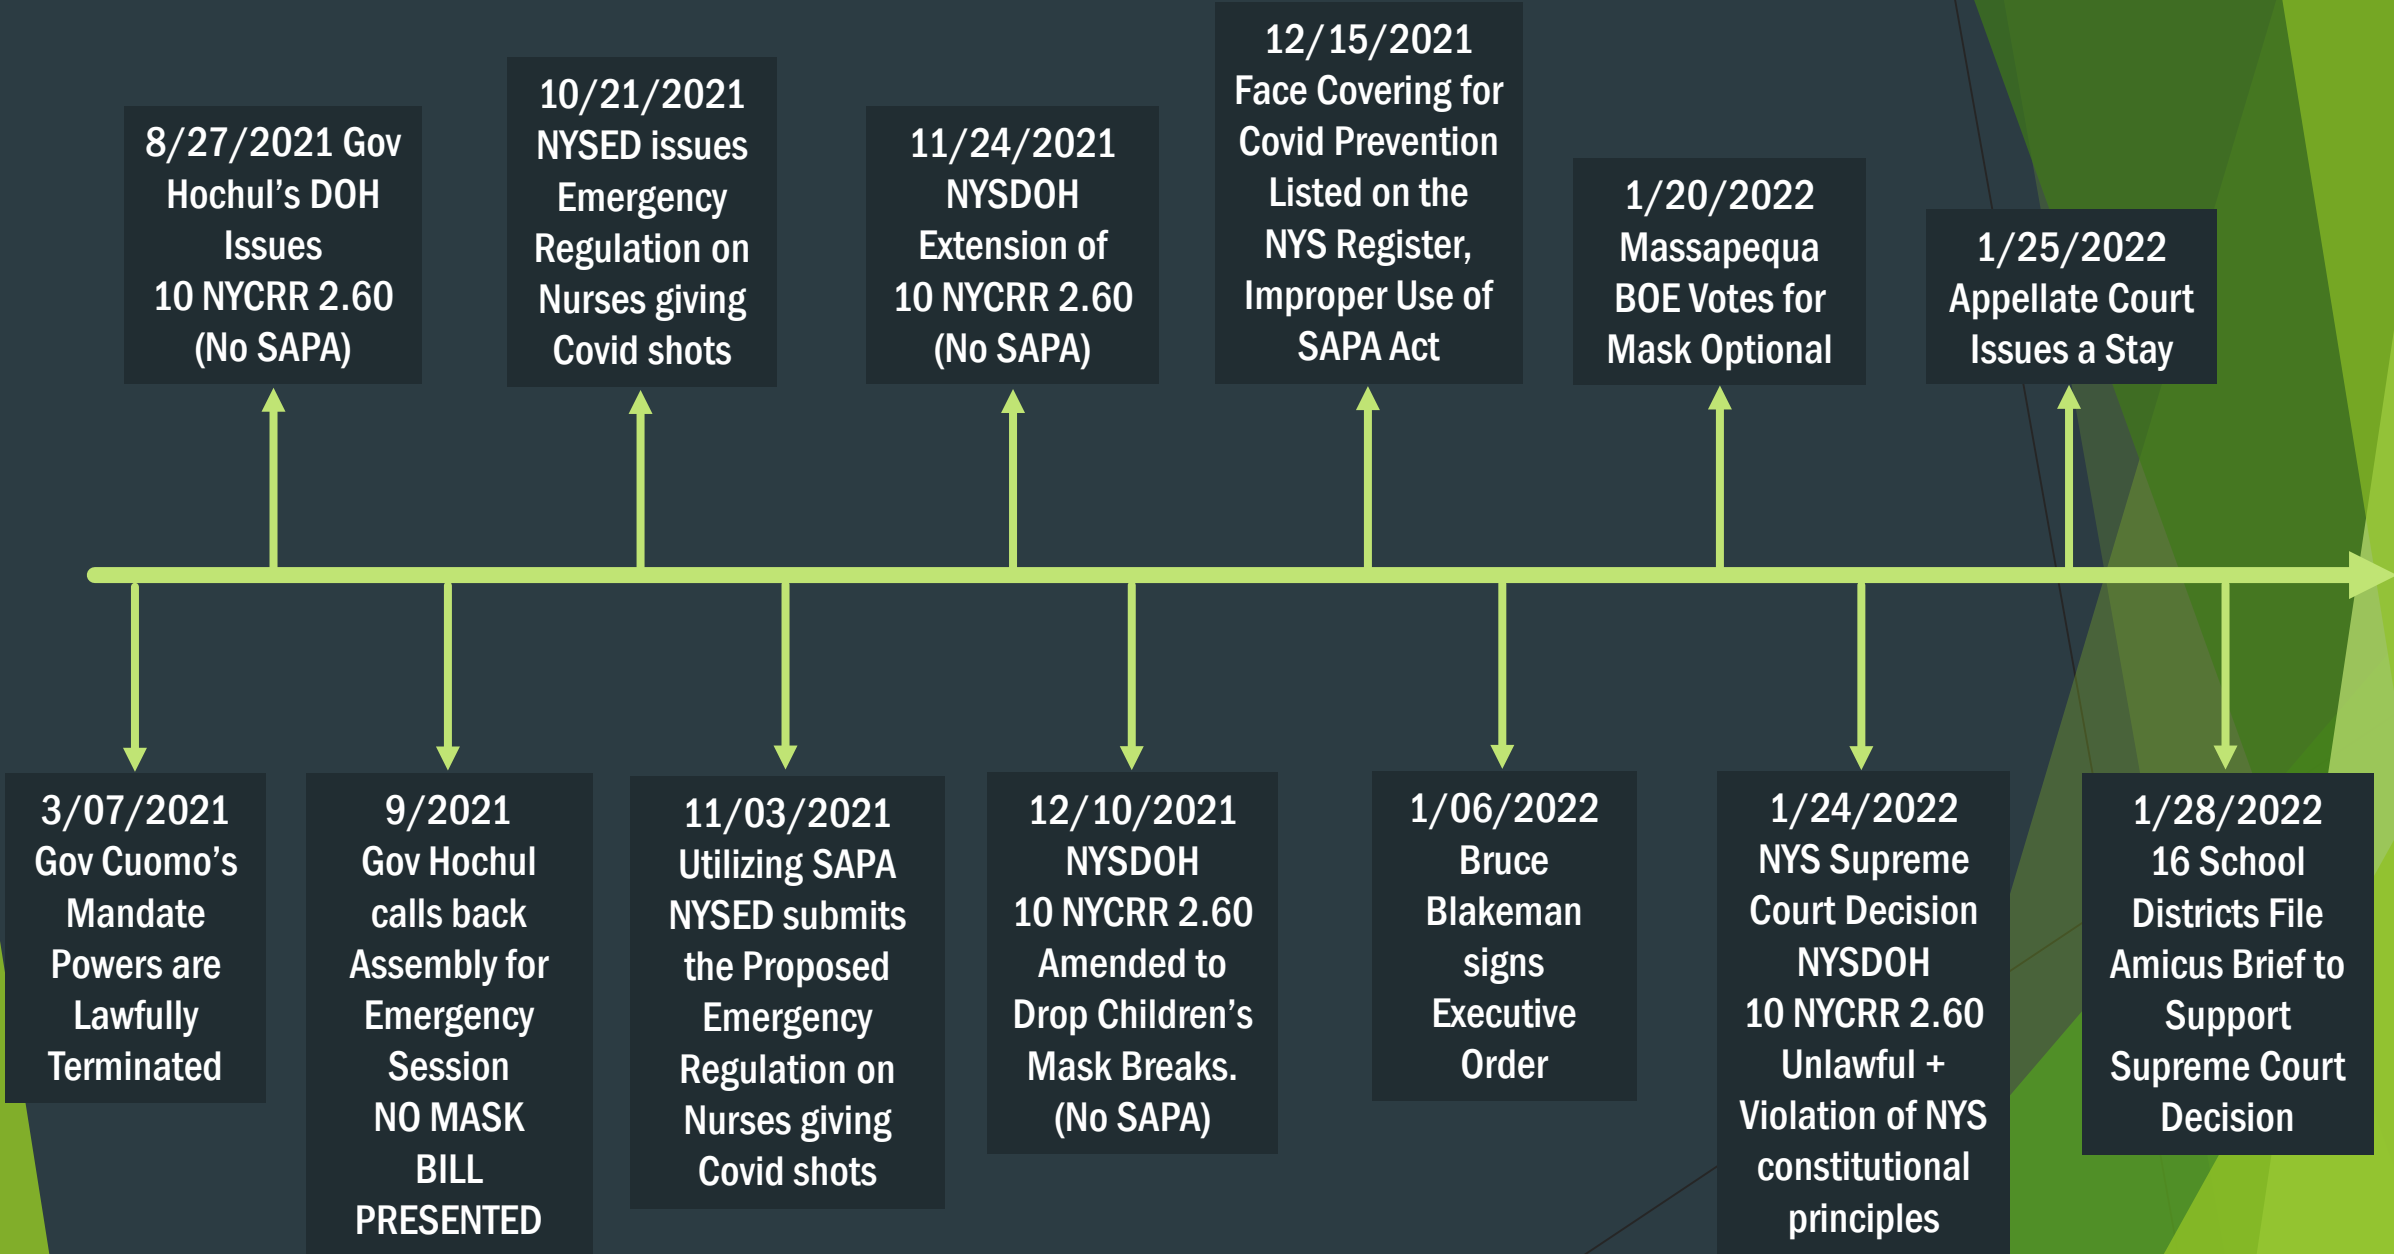 8/27/2021 Gov
Hochul's DOH
Issues
10 NYCRR 2.60
(No SAPA)
10/21/2021
NYSED issues
Emergency
Regulation on
Nurses giving
Covid shots
11/24/2021
NYSDOH
Extension of
10 NYCRR 2.60
(No SAPA)
12/15/2021
Face Covering for
Covid Prevention
Listed on the
NYS Register,
Improper Use of
SAPA Act
1/20/2022
Massapequa
BOE Votes for
Mask Optional
1/25/2022
Appellate Court
Issues a Stay
3/07/2021
Gov Cuomo's
Mandate
Powers are
Lawfully
Terminated
9/2021
Gov Hochul
calls back
Assembly for
Emergency
Session
NO MASK
BILL
PRESENTED
11/03/2021
Utilizing SAPA
NYSED submits
the Proposed
Emergency
Regulation on
Nurses giving
Covid shots
12/10/2021
NYSDOH
10 NYCRR 2.60
Amended to
Drop Children's
Mask Breaks.
(No SAPA)
1/06/2022
Bruce
Blakeman
signs
Executive
Order
1/24/2022
NYS Supreme
Court Decision
NYSDOH
10 NYCRR 2.60
Unlawful +
Violation of NYS
constitutional
principles
1/28/2022
16 School
Districts File
Amicus Brief to
Support
Supreme Court
Decision